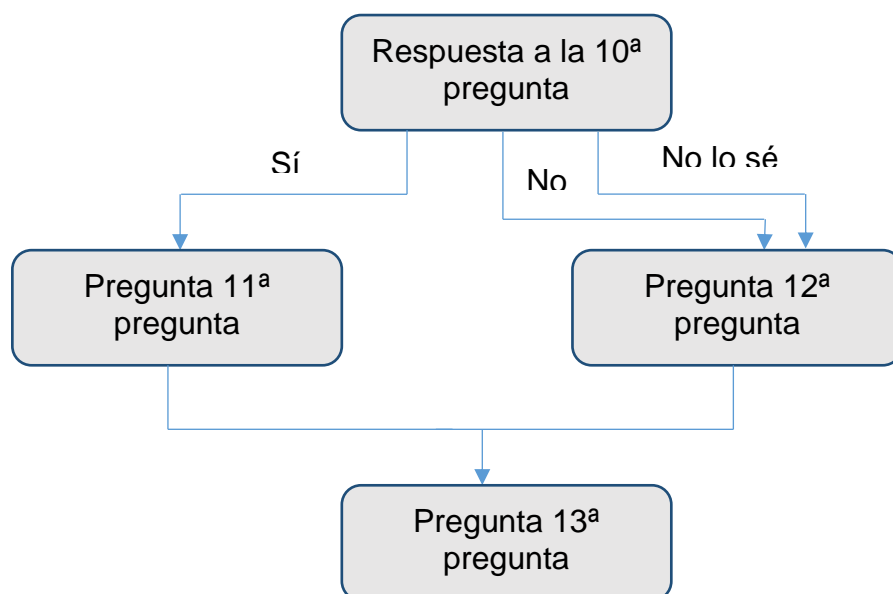 Respuesta a la 10ª
pregunta
Sí
No lo sé
No
Pregunta 11ª
pregunta
Pregunta 12ª
pregunta
Pregunta 13ª
pregunta